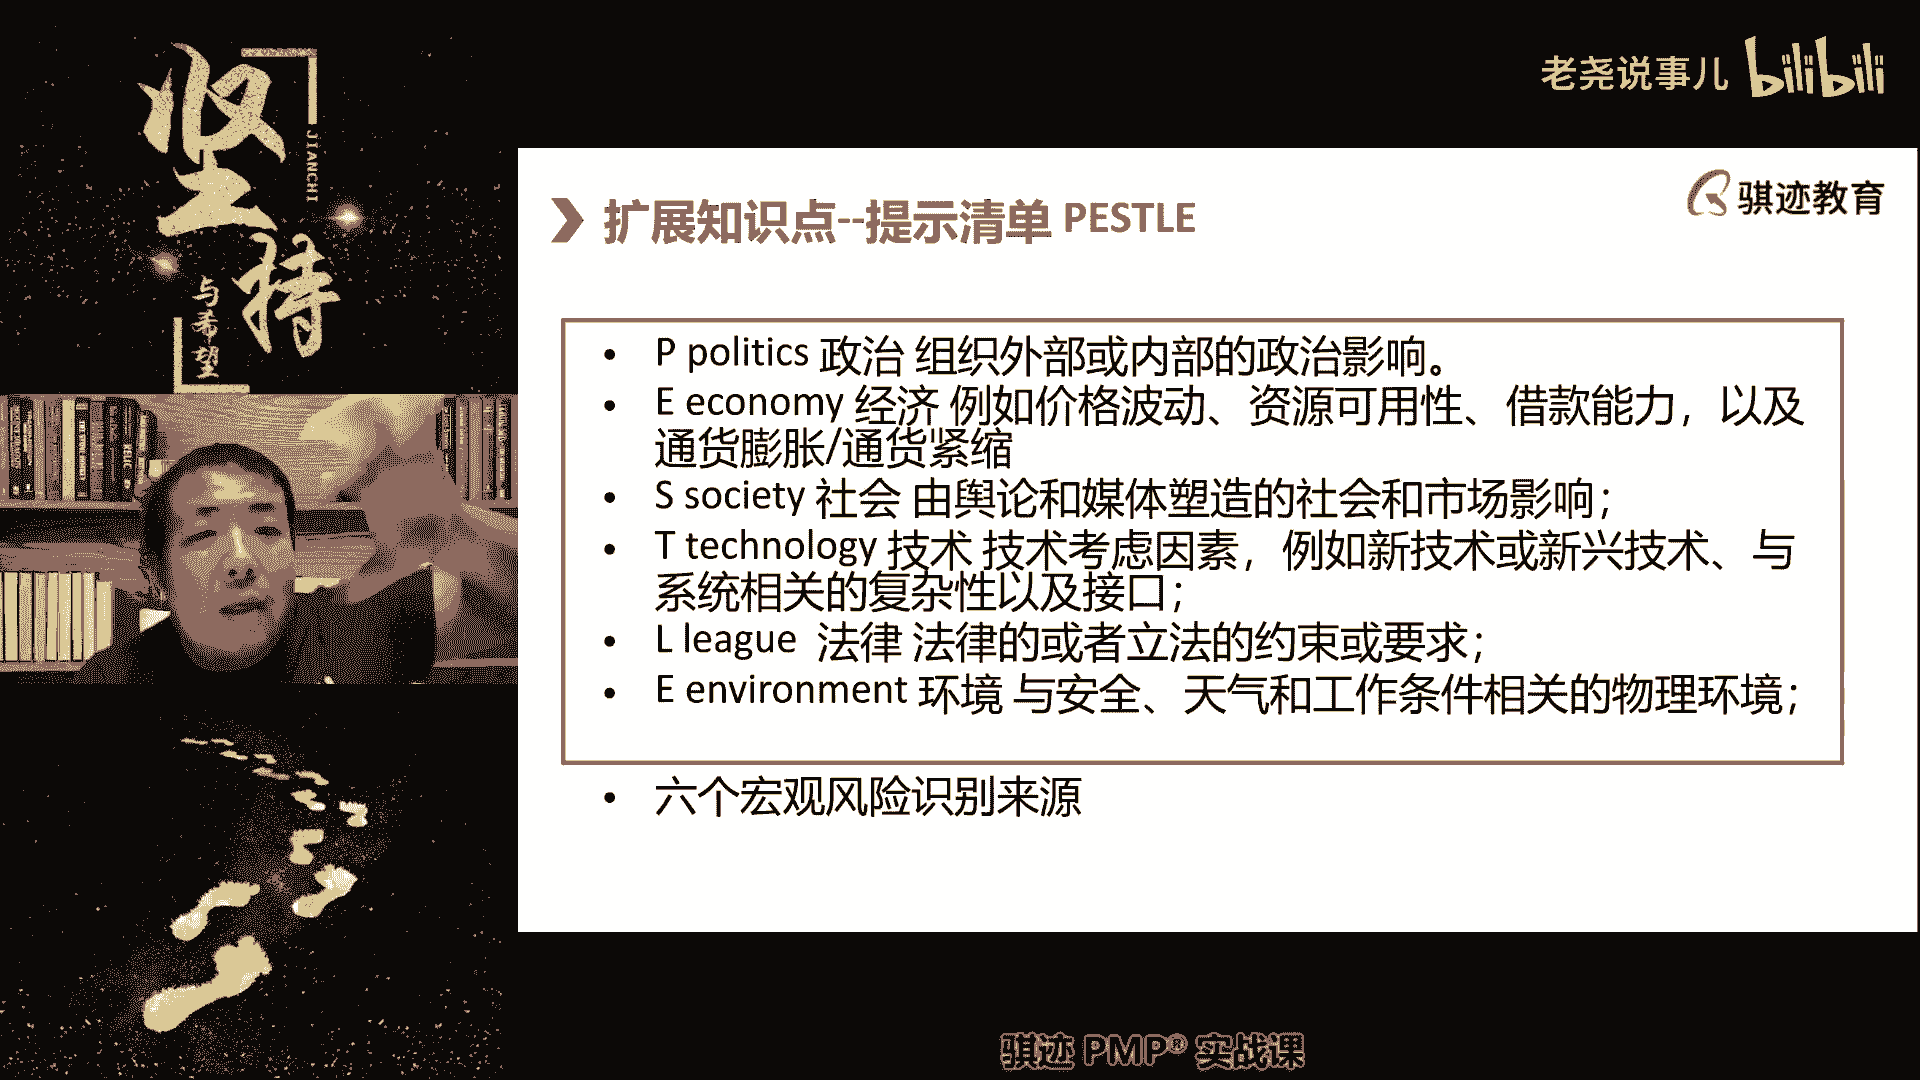 坚持
JIANCHI
与希望
老尧说事儿 bilibili
骐迹教育
扩展知识点--提示清单 PESTLE
• P politics 政治 组织外部或内部的政治影响。
• E economy 经济 例如价格波动、资源可用性、借款能力，以及
通货膨胀/通货紧缩
• S society 社会 由舆论和媒体塑造的社会和市场影响；
• T technology 技术 技术考虑因素，例如新技术或新兴技术、与
系统相关的复杂性以及接口；
• L league 法律 法律的或者立法的约束或要求；
• E environment 环境 与安全、天气和工作条件相关的物理环境；
• 六个宏观风险识别来源
骐迹 PMP® 实战课